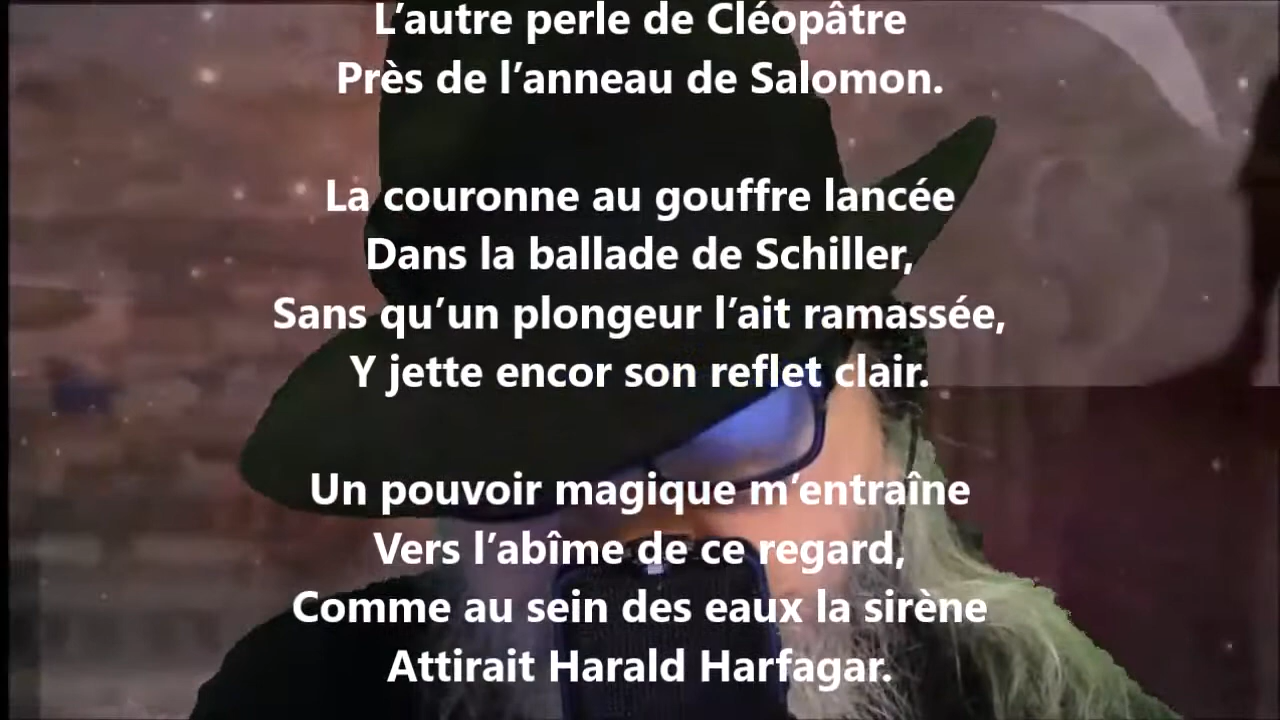 L’autre perle de Cléopâtre
Près de l’anneau de Salomon.
La couronne au gouffre lancée
Dans la ballade de Schiller,
Sans qu’un plongeur l’ait ramassée,
Y jette encor son reflet clair.
Un pouvoir magique m’entraîne
Vers l’abîme de ce regard,
Comme au sein des eaux la sirène
Attirait Harald Harfagar.